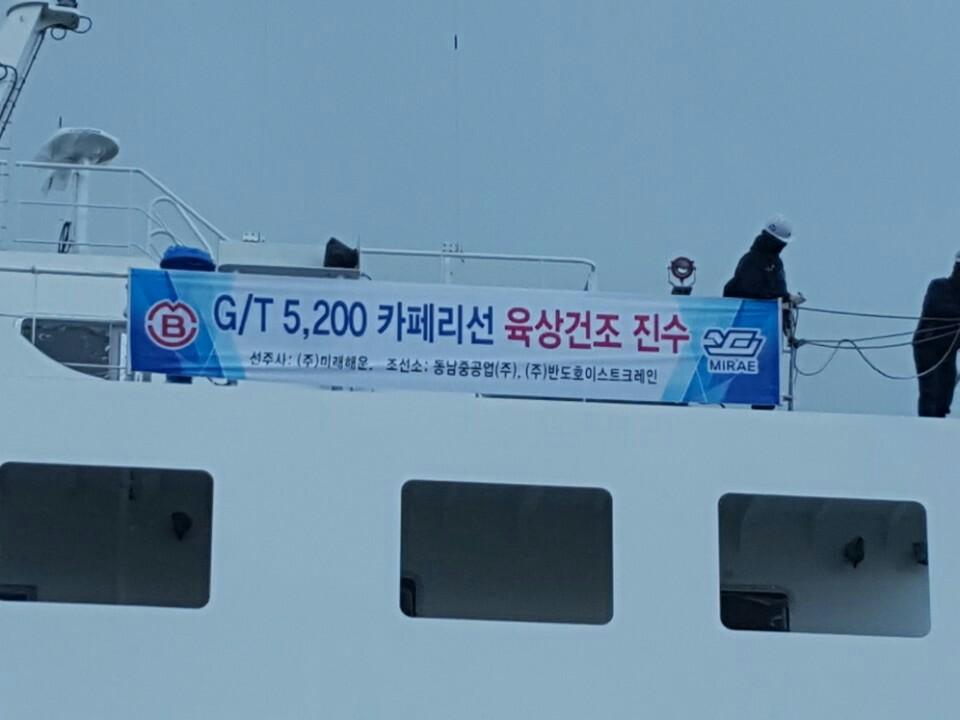 G/T 5,200 카페리선 육상건조 진수
선주사: (주)미래해운, 조선소: 동남중공업(주), (주)반도호이스트크레인
B
MIRAE